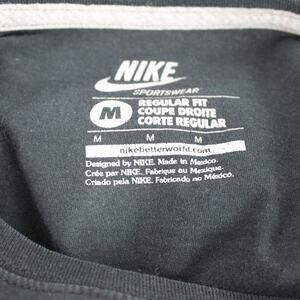 NIKE
SPORTSWEAR
M
REGULAR FIT
COUPE DROITE
CORTE REGULAR
M M M
nikebetterworld.com
Designed by NIKE. Made in Mexico.
Crée par NIKE. Fabrique au Mexique.
Criado pela NIKE. Fabricado no México.